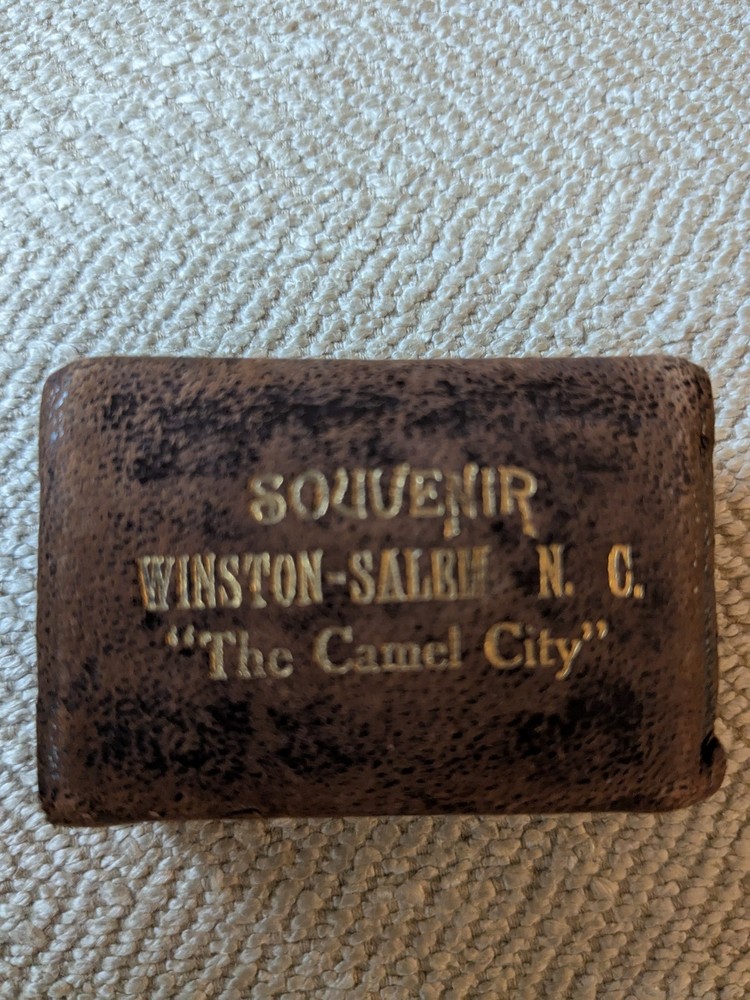 SOUVENIR
WINSTON-SALEM N. C.
"The Camel City"